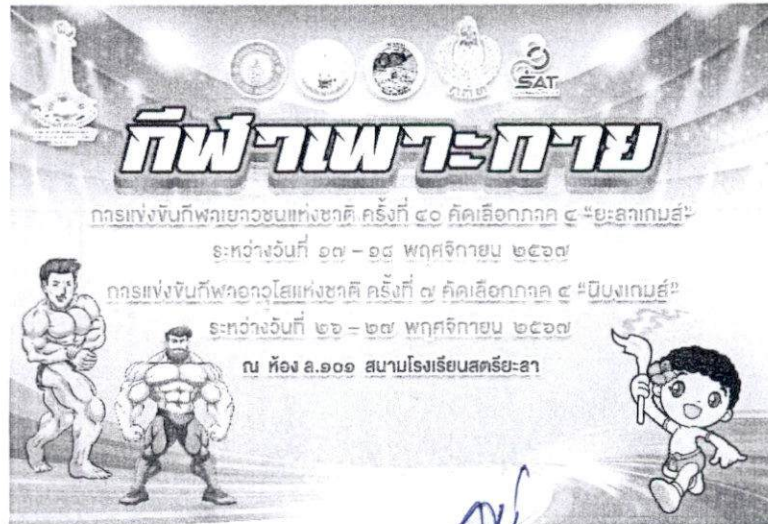 SAT
กีฬาเพาะกาย
การแข่งขันกีฬาเยาวชนแห่งชาติ ครั้งที่ ๔๐ คัดเลือกภาค ๔ "ยะลาเกมส์"
ระหว่างวันที่ ๑๗ - ๑๘ พฤศจิกายน ๒๕๖๗
การแข่งขันกีฬาอาวุโสแห่งชาติ ครั้งที่ ๗ คัดเลือกภาค ๔ "นิบงเกมส์"
ระหว่างวันที่ ๒๖ - ๒๗ พฤศจิกายน ๒๕๖๗
ณ ห้อง ล.๑๐๑ สนามโรงเรียนสตรียะลา